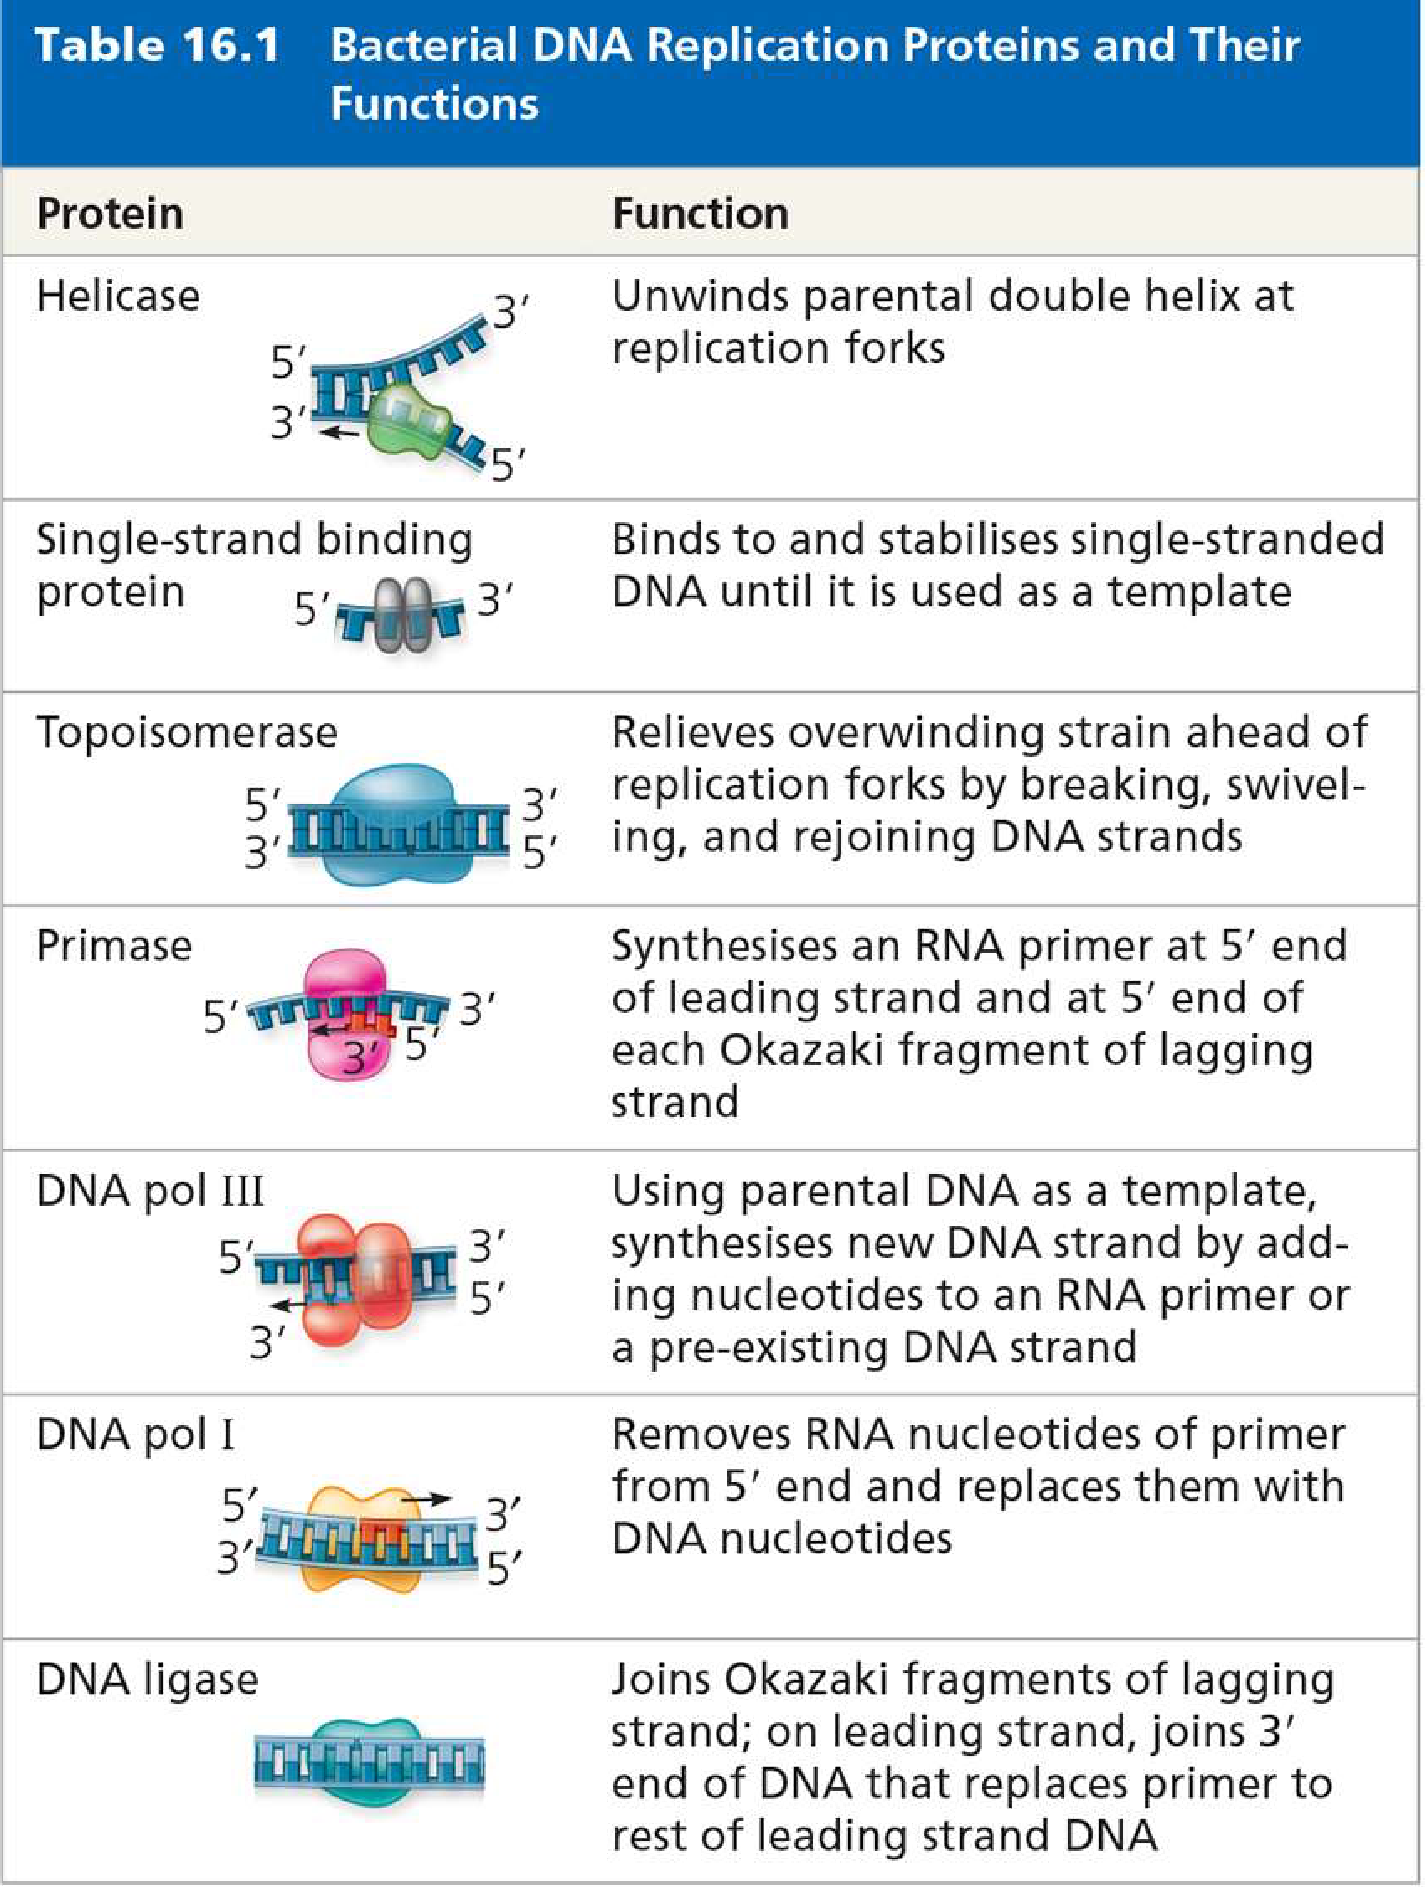 Table 16.1 Bacterial DNA Replication Proteins and Their
Functions
Protein Function
Helicase
3′
5′
3′
5′
Unwinds parental double helix at
replication forks
Single-strand binding
protein
5′ 3′
Binds to and stabilises single-stranded
DNA until it is used as a template
Topoisomerase
5′ 3′
3′ 5′
Relieves overwinding strain ahead of
replication forks by breaking, swivel-
ing, and rejoining DNA strands
Primase
5′ 3′
3′ 5′
Synthesises an RNA primer at 5′ end
of leading strand and at 5′ end of
each Okazaki fragment of lagging
strand
DNA pol III
5′ 3′
5′
3′
Using parental DNA as a template,
synthesises new DNA strand by add-
ing nucleotides to an RNA primer or
a pre-existing DNA strand
DNA pol I
5′ 3′
3′ 5′
Removes RNA nucleotides of primer
from 5′ end and replaces them with
DNA nucleotides
DNA ligase
Joins Okazaki fragments of lagging
strand; on leading strand, joins 3′
end of DNA that replaces primer to
rest of leading strand DNA